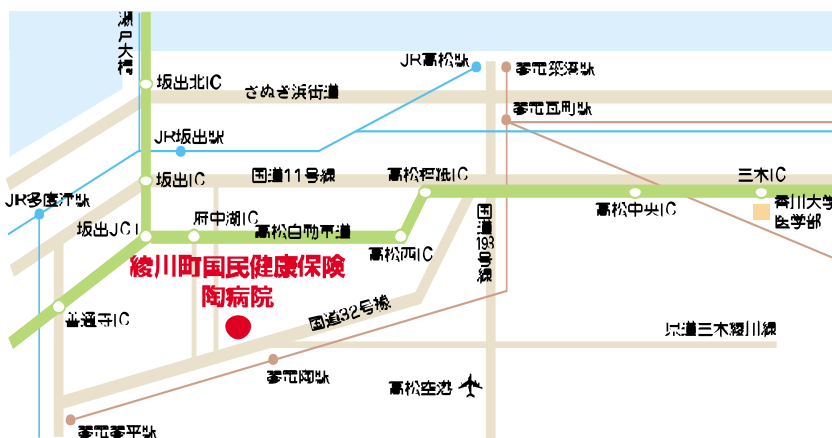 瀬戸大橋
JR高松駅
琴電築港駅
坂出北IC
さぬき浜街道
琴電瓦町駅
JR坂出駅
坂出IC
国道11号線
高松檀紙IC
三木IC
JR多度津駅
香川大学
医学部
高松中央IC
国道193号線
府中湖IC
坂出JCT
高松自動車道
高松西IC
綾川町国民健康保険
陶病院
善通寺IC
国道32号線
県道三木綾川線
琴電陶駅
高松空港
琴電琴平駅